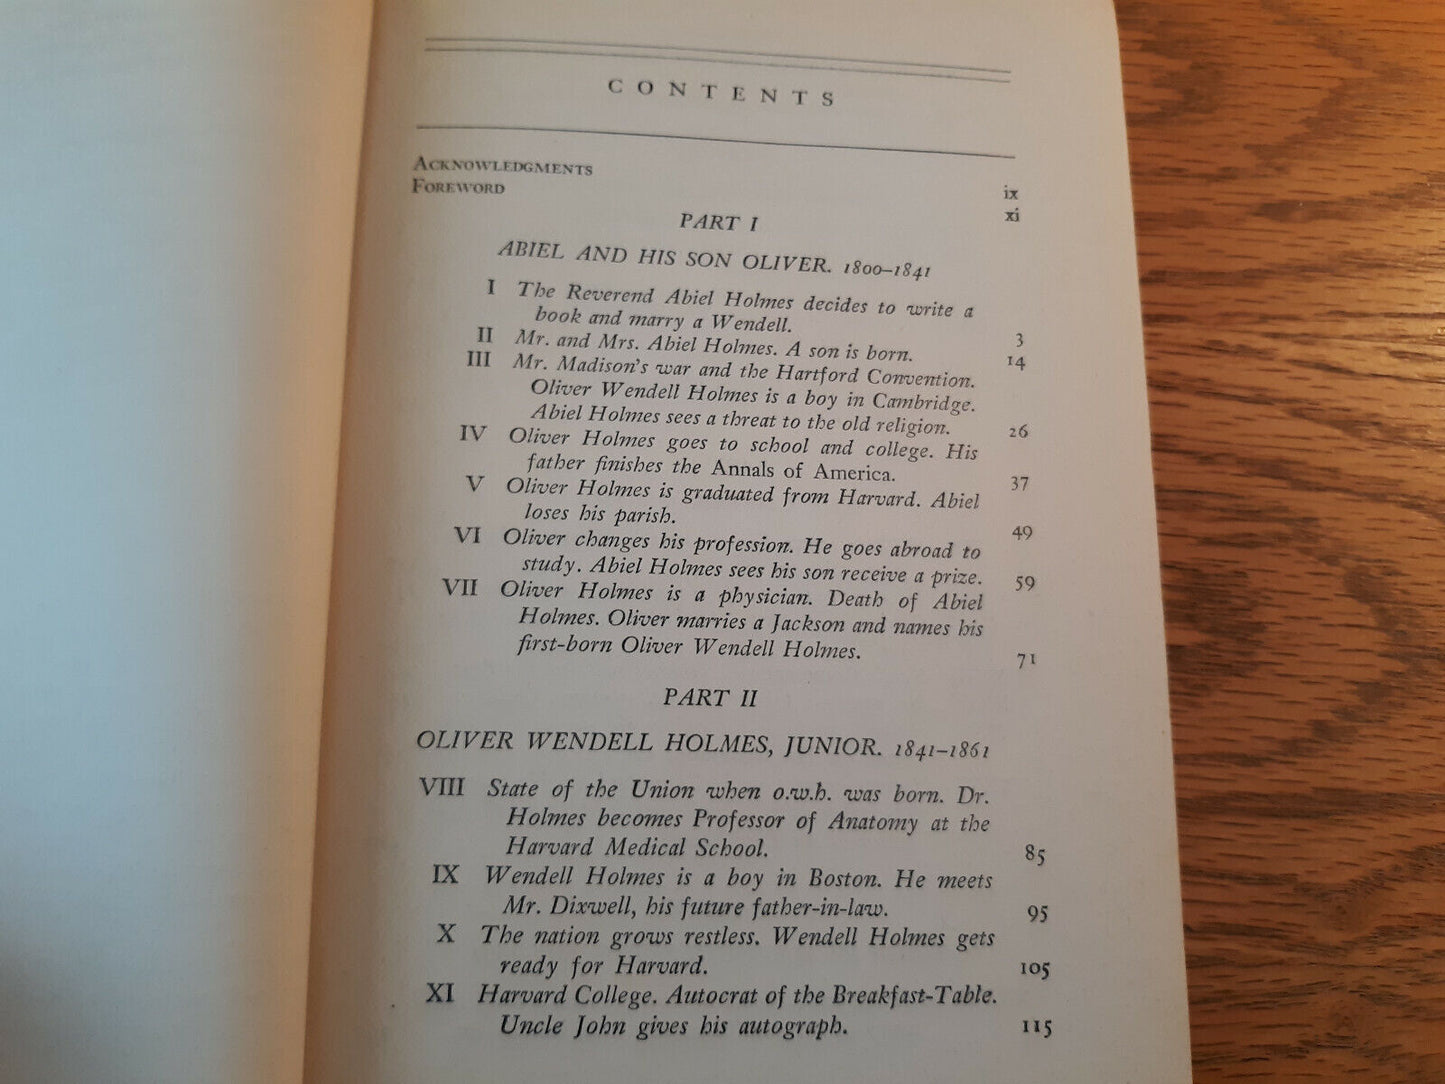 CONTENTS
ACKNOWLEDGMENTS ix
FOREWORD xi
PART I
ABIEL AND HIS SON OLIVER. 1800–1841
I The Reverend Abiel Holmes decides to write a
book and marry a Wendell. 3
II Mr. and Mrs. Abiel Holmes. A son is born. 14
III Mr. Madison's war and the Hartford Convention.
Oliver Wendell Holmes is a boy in Cambridge.
Abiel Holmes sees a threat to the old religion. 26
IV Oliver Holmes goes to school and college. His
father finishes the Annals of America. 37
V Oliver Holmes is graduated from Harvard. Abiel
loses his parish. 49
VI Oliver changes his profession. He goes abroad to
study. Abiel Holmes sees his son receive a prize. 59
VII Oliver Holmes is a physician. Death of Abiel
Holmes. Oliver marries a Jackson and names his
first-born Oliver Wendell Holmes. 71
PART II
OLIVER WENDELL HOLMES, JUNIOR. 1841–1861
VIII State of the Union when o.w.h. was born. Dr.
Holmes becomes Professor of Anatomy at the
Harvard Medical School. 85
IX Wendell Holmes is a boy in Boston. He meets
Mr. Dixwell, his future father-in-law. 95
X The nation grows restless. Wendell Holmes gets
ready for Harvard. 105
XI Harvard College. Autocrat of the Breakfast-Table.
Uncle John gives his autograph. 115